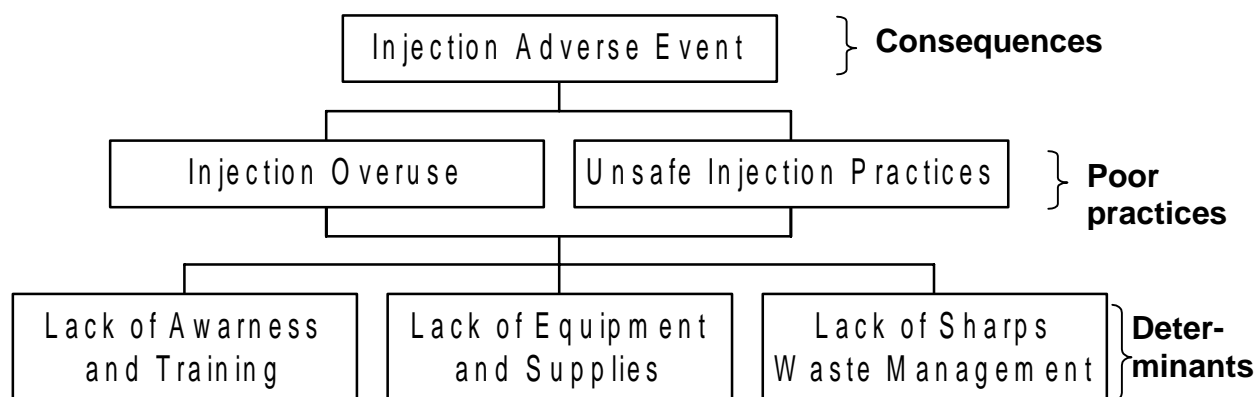 Injection Adverse Event
Consequences
Injection Overuse
Unsafe Injection Practices
Poor
practices
Lack of Awarness
and Training
Lack of Equipment
and Supplies
Lack of Sharps
Waste Management
Deter-
minants